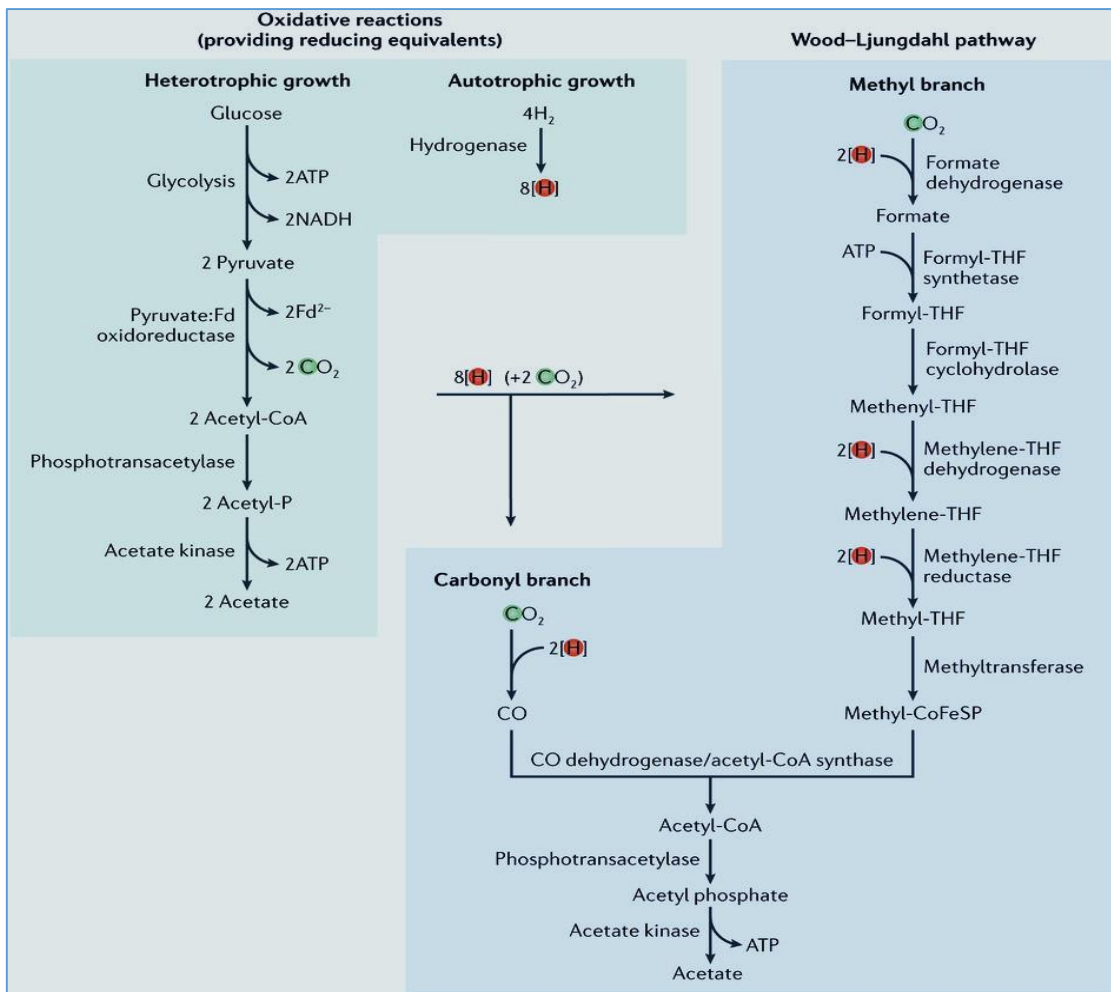 Oxidative reactions
(providing reducing equivalents)
Heterotrophic growth
Glucose
Glycolysis
2ATP
2NADH
2 Pyruvate
Pyruvate:Fd
oxidoreductase
2Fd²⁻
2 CO₂
2 Acetyl-CoA
Phosphotransacetylase
2 Acetyl-P
Acetate kinase
2ATP
2 Acetate
Autotrophic growth
4H₂
Hydrogenase
8[H]
8[H] (+2 CO₂)
Wood–Ljungdahl pathway
Methyl branch
CO₂
2[H]
Formate
dehydrogenase
Formate
ATP
Formyl-THF
synthetase
Formyl-THF
Formyl-THF
cyclohydrolase
Methenyl-THF
2[H]
Methylene-THF
dehydrogenase
Methylene-THF
2[H]
Methylene-THF
reductase
Methyl-THF
Methyltransferase
Methyl-CoFeSP
Carbonyl branch
CO₂
2[H]
CO
CO dehydrogenase/acetyl-CoA synthase
Acetyl-CoA
Phosphotransacetylase
Acetyl phosphate
Acetate kinase
ATP
Acetate